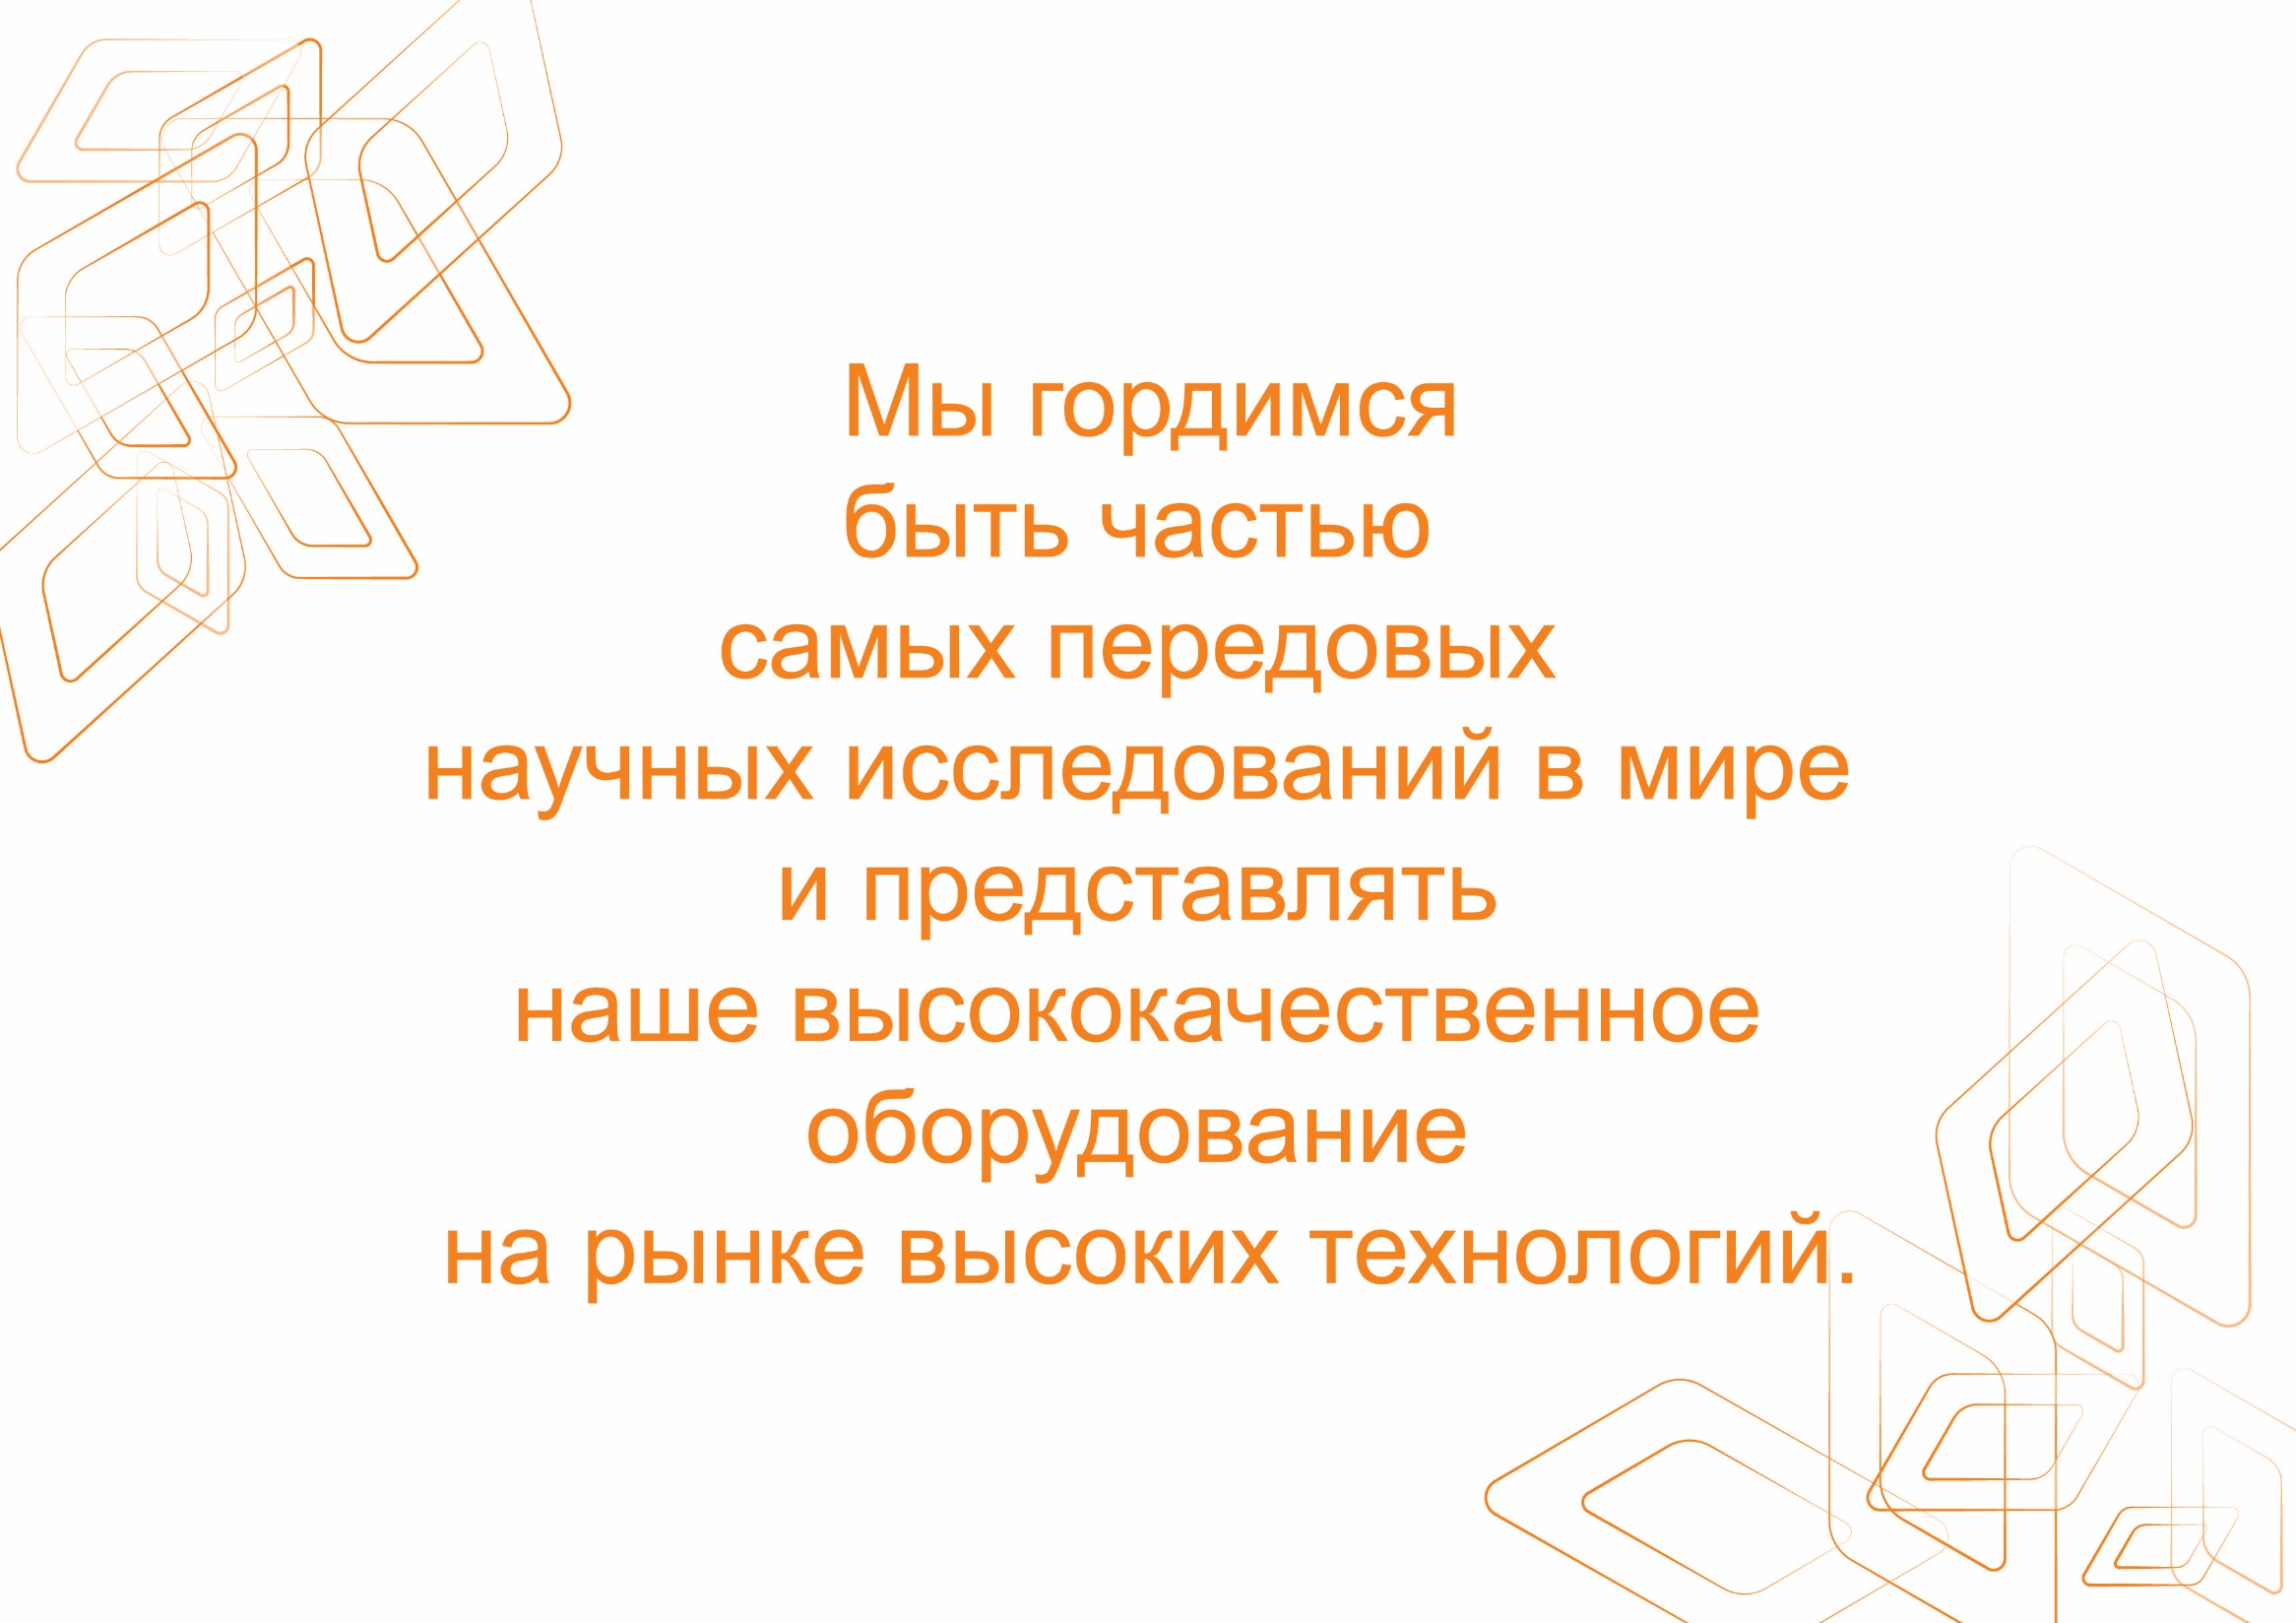 Мы гордимся
быть частью
самых передовых
научных исследований в мире
и представлять
наше высококачественное
оборудование
на рынке высоких технологий.